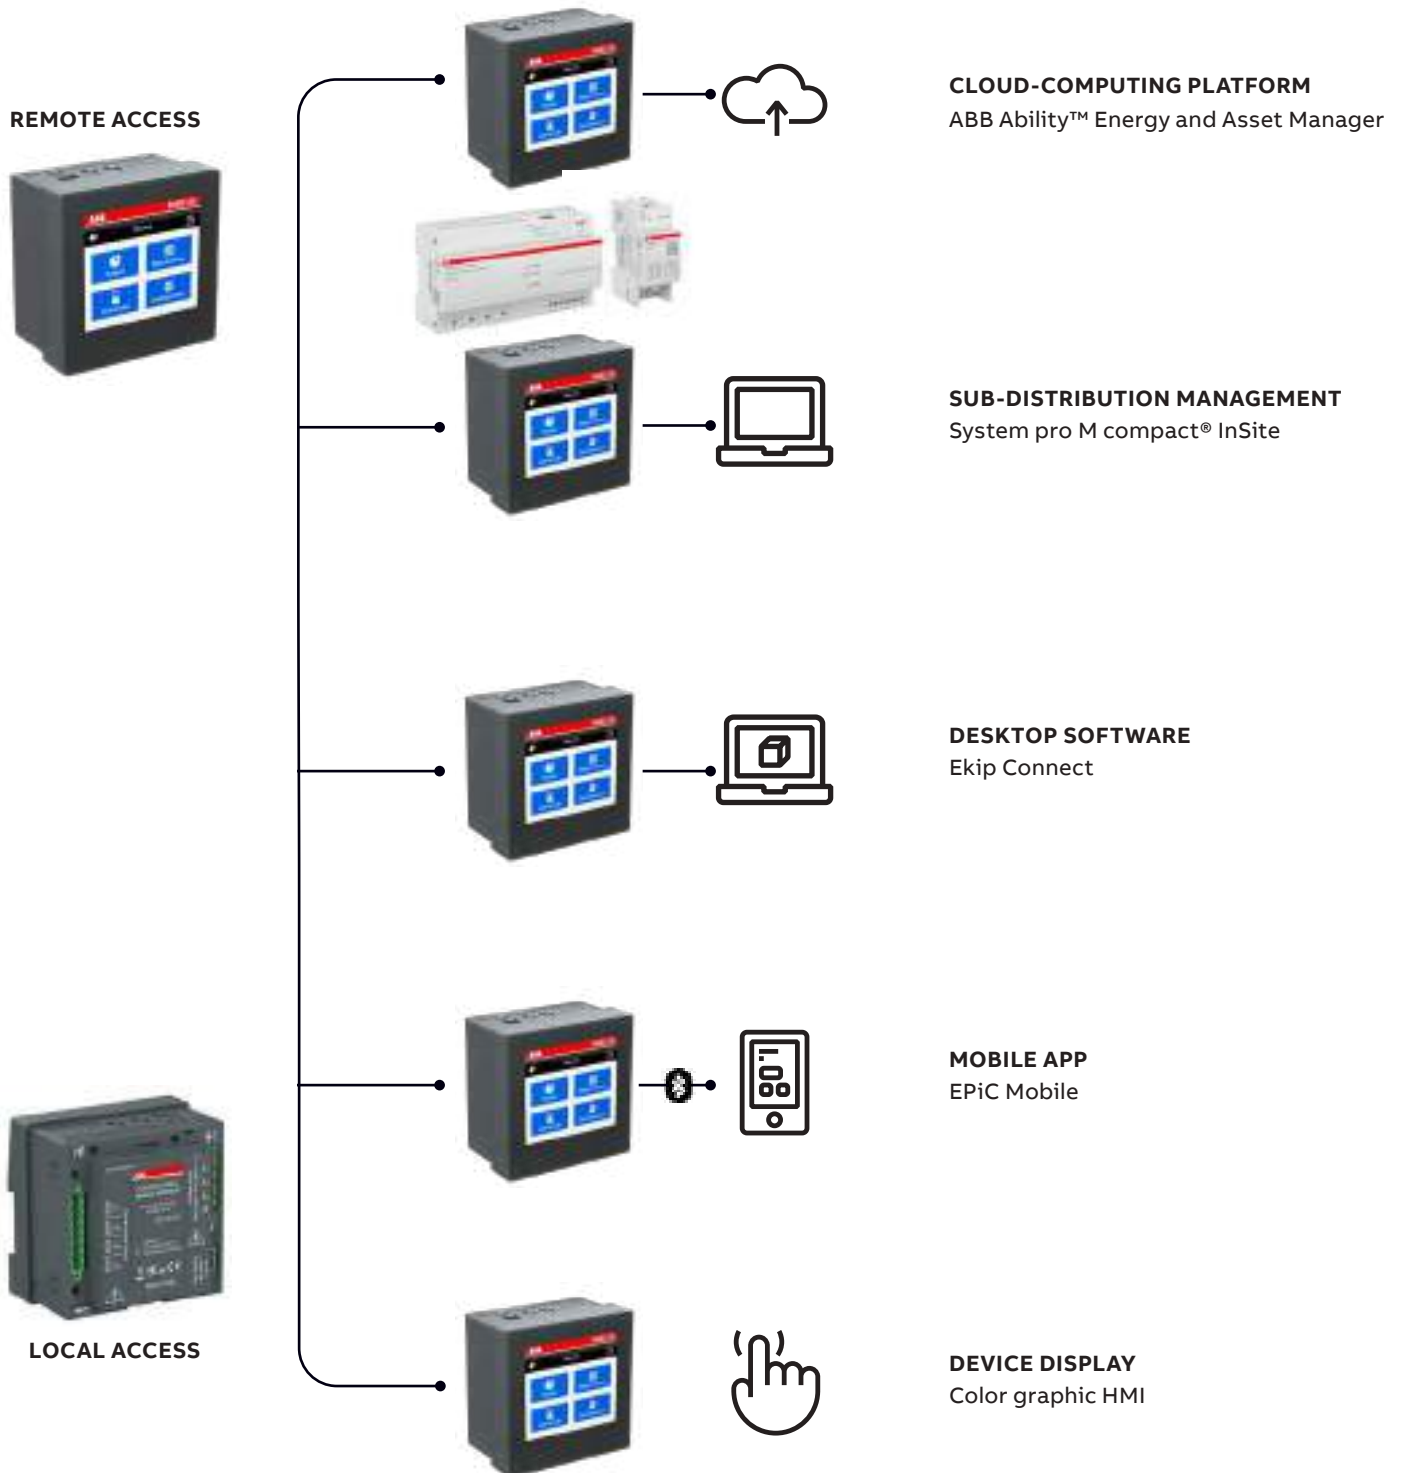 REMOTE ACCESS
CLOUD-COMPUTING PLATFORM
ABB Ability™ Energy and Asset Manager
SUB-DISTRIBUTION MANAGEMENT
System pro M compact® InSite
DESKTOP SOFTWARE
Ekip Connect
MOBILE APP
EPiC Mobile
LOCAL ACCESS
DEVICE DISPLAY
Color graphic HMI